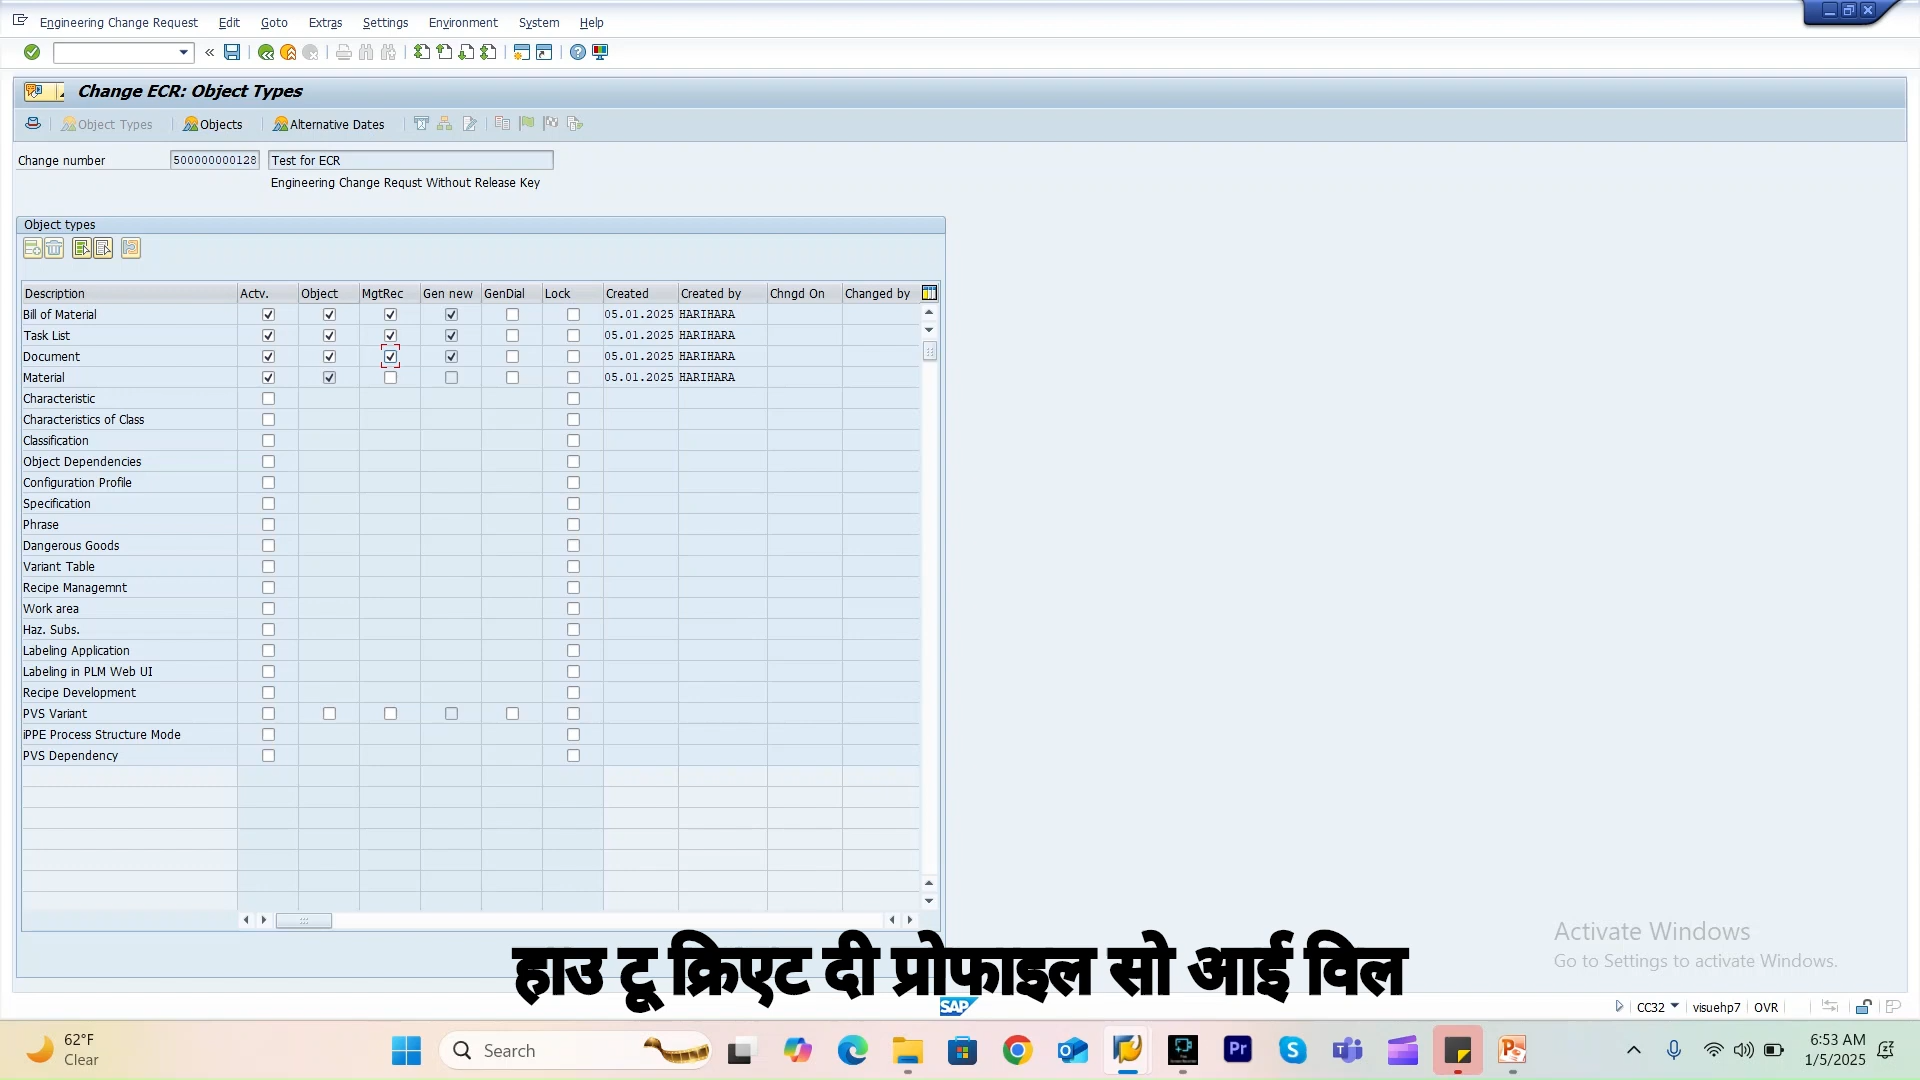 Engineering Change Request Edit Goto Extras Settings Environment System Help
Change ECR: Object Types
Object Types Objects Alternative Dates
Change number 500000000128 Test for ECR
Engineering Change Requst Without Release Key
Object types
Description Actv. Object MgtRec Gen new GenDial Lock Created Created by Chngd On Changed by
Bill of Material 05.01.2025 HARIHARA
Task List 05.01.2025 HARIHARA
Document 05.01.2025 HARIHARA
Material 05.01.2025 HARIHARA
Characteristic
Characteristics of Class
Classification
Object Dependencies
Configuration Profile
Specification
Phrase
Dangerous Goods
Variant Table
Recipe Managemnt
Work area
Haz. Subs.
Labeling Application
Labeling in PLM Web UI
Recipe Development
PVS Variant
iPPE Process Structure Mode
PVS Dependency
Activate Windows
Go to Settings to activate Windows.
हाउ टू क्रिएट दी प्रोफाइल सो आई विल
SAP
CC32 visuehp7 OVR
62°F
Clear
Search
Pr
6:53 AM
1/5/2025